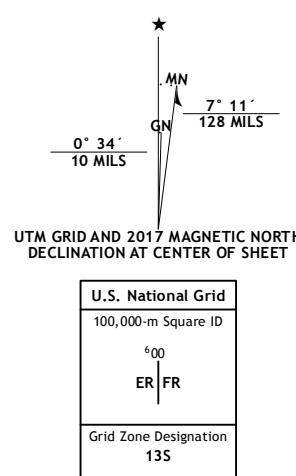 ★
MN
7° 11´
128 MILS
GN
0° 34´
10 MILS
UTM GRID AND 2017 MAGNETIC NORTH
DECLINATION AT CENTER OF SHEET
U.S. National Grid
100,000-m Square ID
⁶00
ER FR
Grid Zone Designation
13S